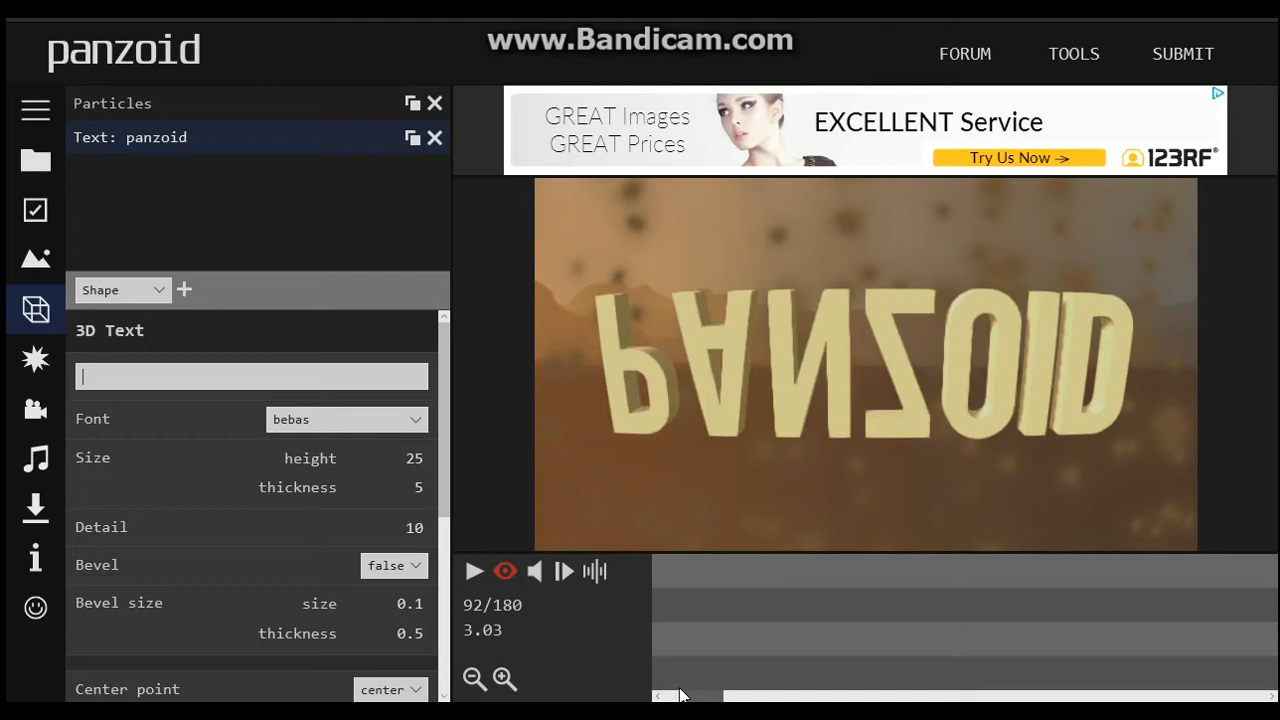 www.Bandicam.com
panzoid
FORUM TOOLS SUBMIT
Particles
Text: panzoid
GREAT Images
GREAT Prices
EXCELLENT Service
Try Us Now →
123RF®
Shape
3D Text
Font bebas
Size height 25
thickness 5
Detail 10
Bevel false
Bevel size size 0.1
thickness 0.5
Center point center
PANZOID
92/180
3.03